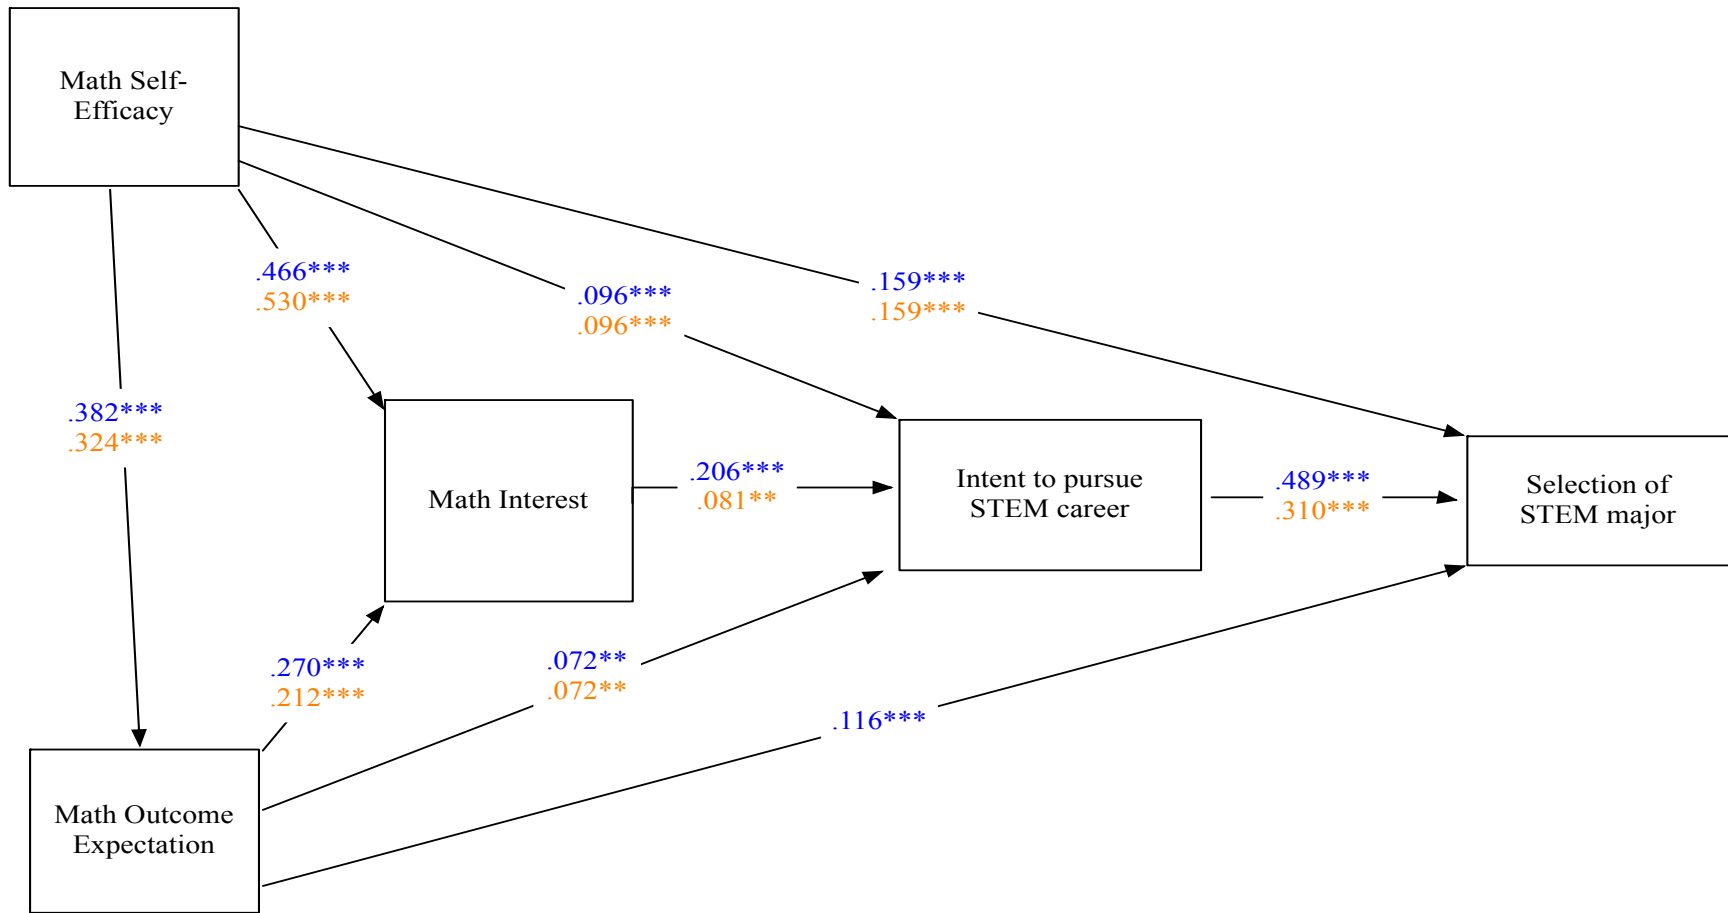 Math Self-
Efficacy
.466***
.530***
.096***
.096***
.159***
.159***
.382***
.324***
Math Interest
.206***
.081**
Intent to pursue
STEM career
.489***
.310***
Selection of
STEM major
.270***
.212***
.072**
.072**
.116***
Math Outcome
Expectation